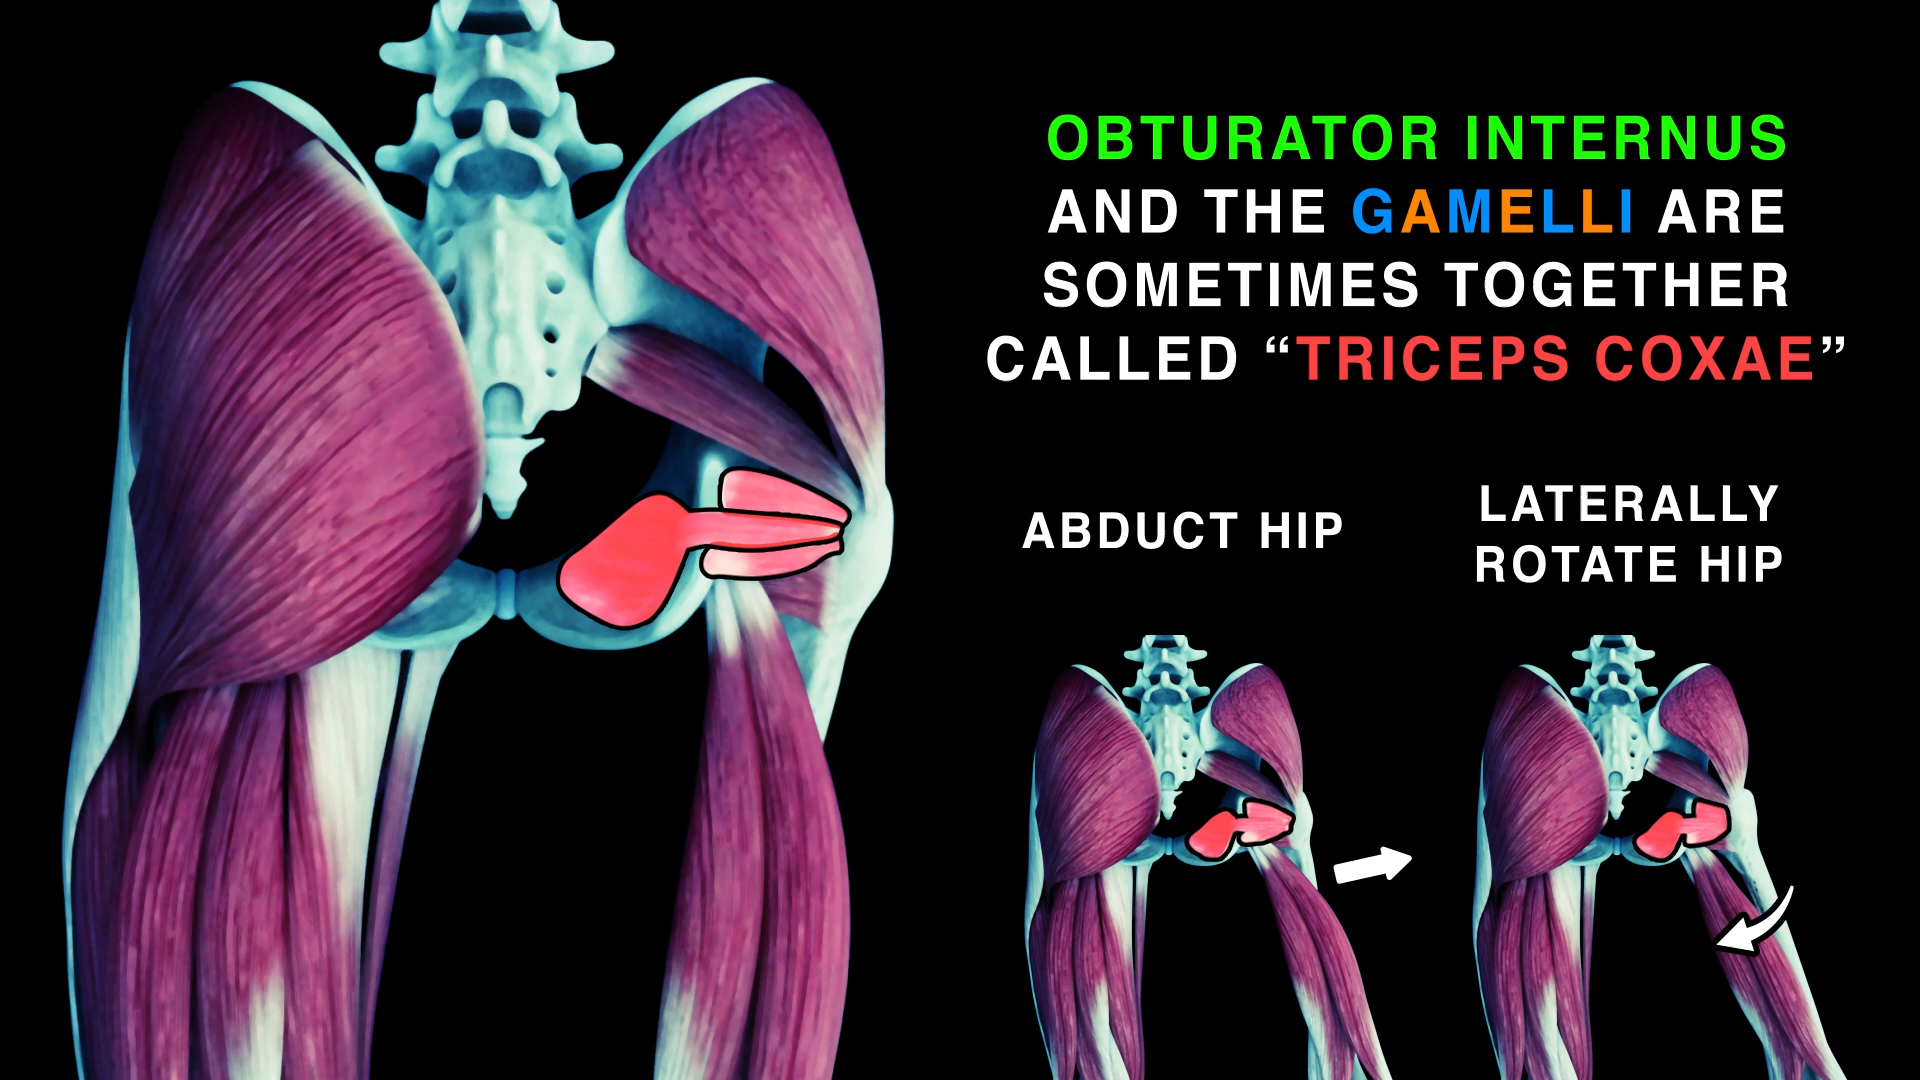 OBTURATOR INTERNUS
AND THE GAMELLI ARE
SOMETIMES TOGETHER
CALLED “TRICEPS COXAE”
ABDUCT HIP
LATERALLY
ROTATE HIP